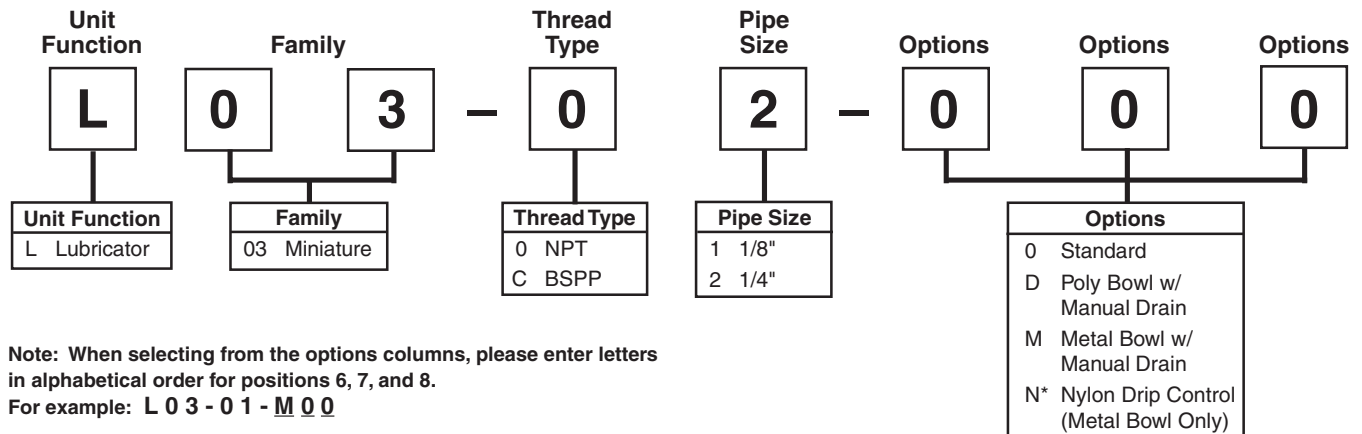 Unit Function
Family
Thread Type
Pipe Size
Options
Options
Options
L 0 3 – 0 2 – 0 0 0
Unit Function
L Lubricator
Family
03 Miniature
Thread Type
0 NPT
C BSPP
Pipe Size
1 1/8"
2 1/4"
Options
0 Standard
D Poly Bowl w/
Manual Drain
M Metal Bowl w/
Manual Drain
N* Nylon Drip Control
(Metal Bowl Only)
Note: When selecting from the options columns, please enter letters
in alphabetical order for positions 6, 7, and 8.
For example: L 0 3 - 0 1 - M 0 0